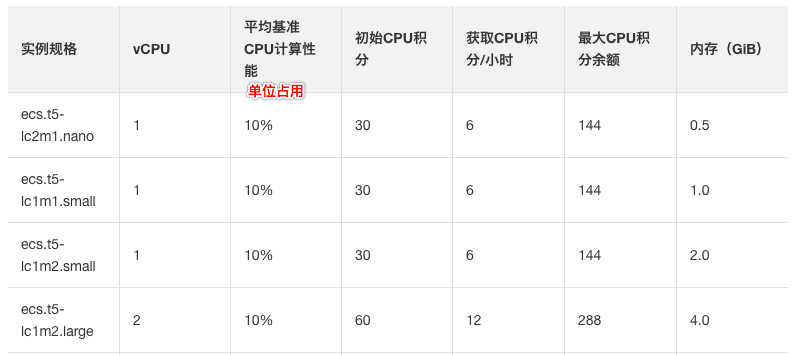 实例规格 vCPU 平均基准 初始CPU积 获取CPU积 最大CPU积 内存（GiB）
CPU计算性 分 分/小时 分余额
能
单位占用
ecs.t5- 1 10% 30 6 144 0.5
lc2m1.nano
ecs.t5- 1 10% 30 6 144 1.0
lc1m1.small
ecs.t5- 1 10% 30 6 144 2.0
lc1m2.small
ecs.t5- 2 10% 60 12 288 4.0
lc1m2.large